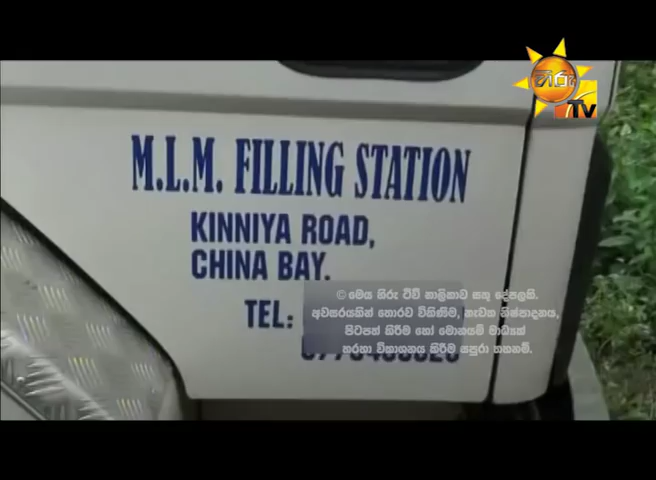 හිරු
TV
M.L.M. FILLING STATION
KINNIYA ROAD,
CHINA BAY.
TEL:
© මෙය හිරු ටීවී නාලිකාව සතු දේපලකි.
අවසරයකින් තොරව විකිණීම, නැවත නිෂ්පාදනය,
පිටපත් කිරීම හෝ මොනයම් මාධ්‍යක්
හරහා විකාශනය කිරීම සපුරා තහනම්.